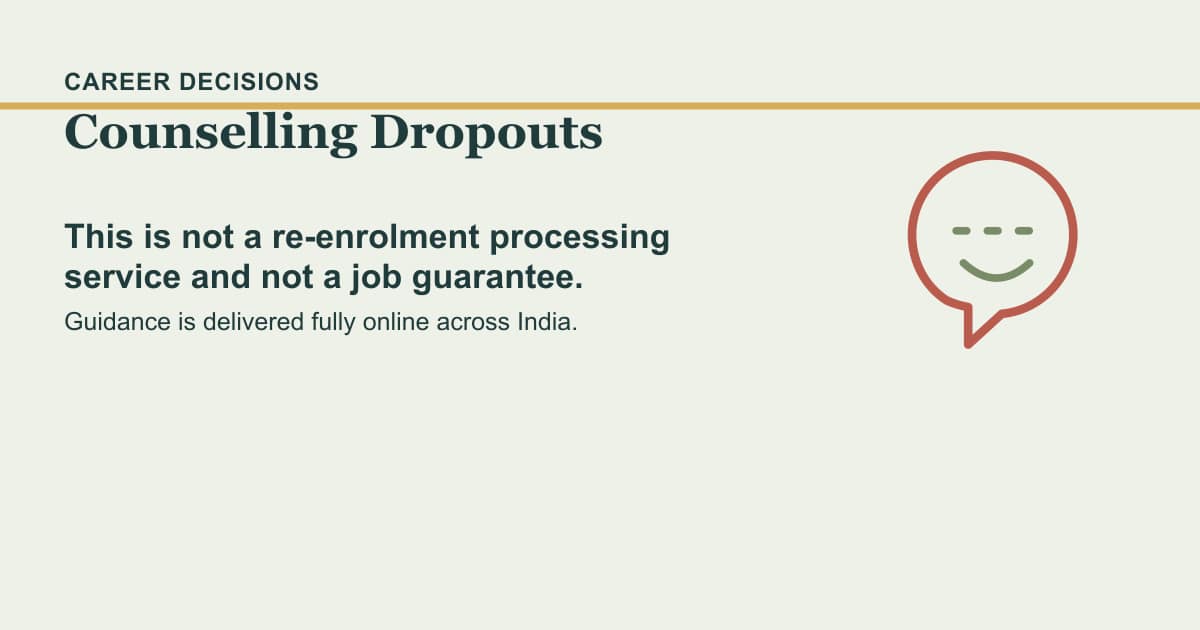 CAREER DECISIONS
Counselling Dropouts
This is not a re-enrolment processing
service and not a job guarantee.
Guidance is delivered fully online across India.